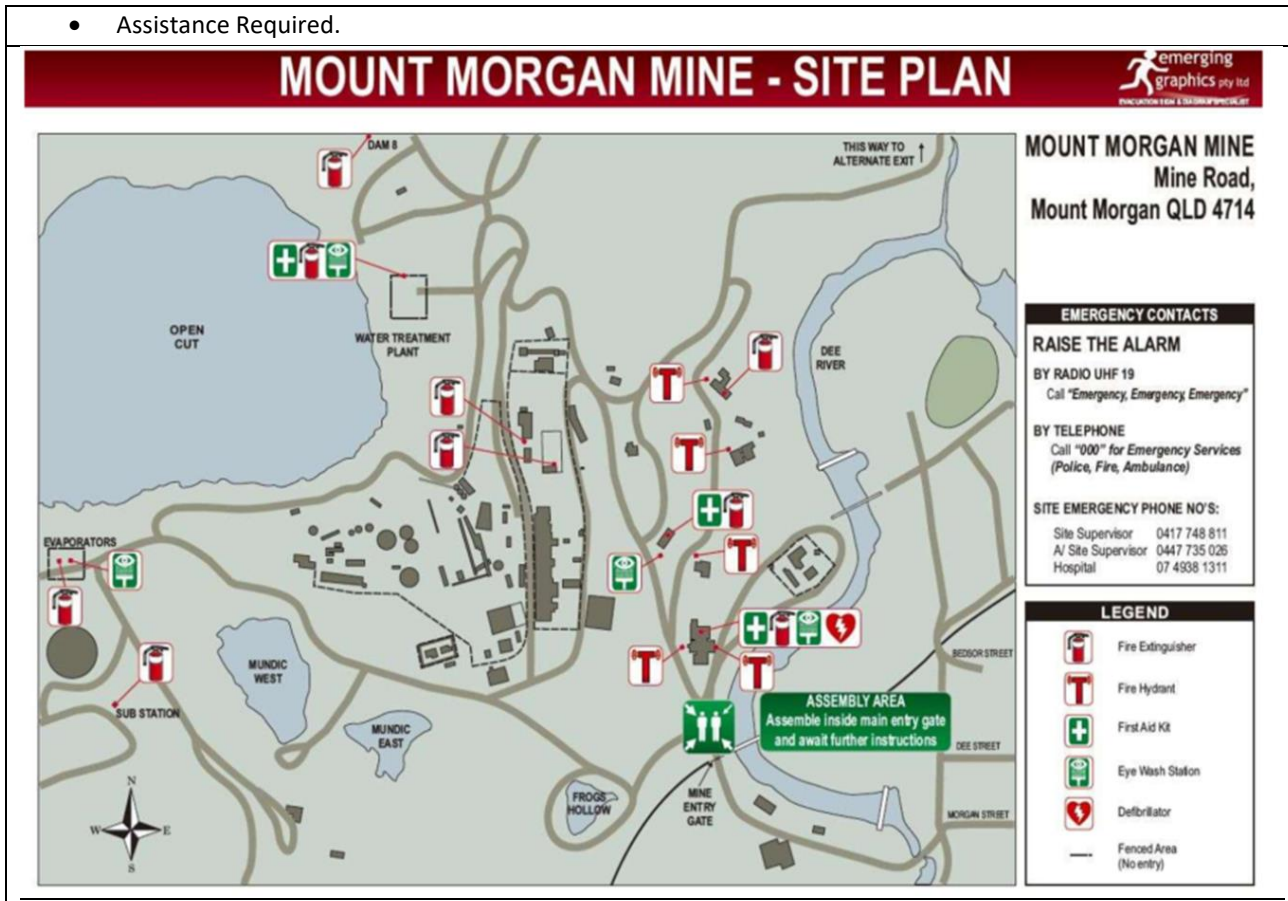 • Assistance Required.
MOUNT MORGAN MINE - SITE PLAN
emerging
graphics pty ltd
EVACUATION SIGN & DIAGRAM SPECIALIST
DAM 8
THIS WAY TO
ALTERNATE EXIT
MOUNT MORGAN MINE
Mine Road,
Mount Morgan QLD 4714
OPEN
CUT
WATER TREATMENT
PLANT
DEE
RIVER
EVAPORATORS
MUNDIC
WEST
SUB STATION
MUNDIC
EAST
FROGS
HOLLOW
MINE
ENTRY
GATE
ASSEMBLY AREA
Assemble inside main entry gate
and await further instructions
BEDSOR STREET
DEE STREET
MORGAN STREET
N
W
E
S
EMERGENCY CONTACTS
RAISE THE ALARM
BY RADIO UHF 19
Call "Emergency, Emergency, Emergency"
BY TELEPHONE
Call "000" for Emergency Services
(Police, Fire, Ambulance)
SITE EMERGENCY PHONE NO'S:
Site Supervisor 0417 748 811
A/ Site Supervisor 0447 735 026
Hospital 07 4938 1311
LEGEND
Fire Extinguisher
Fire Hydrant
First Aid Kit
Eye Wash Station
Defibrillator
Fenced Area
(No entry)